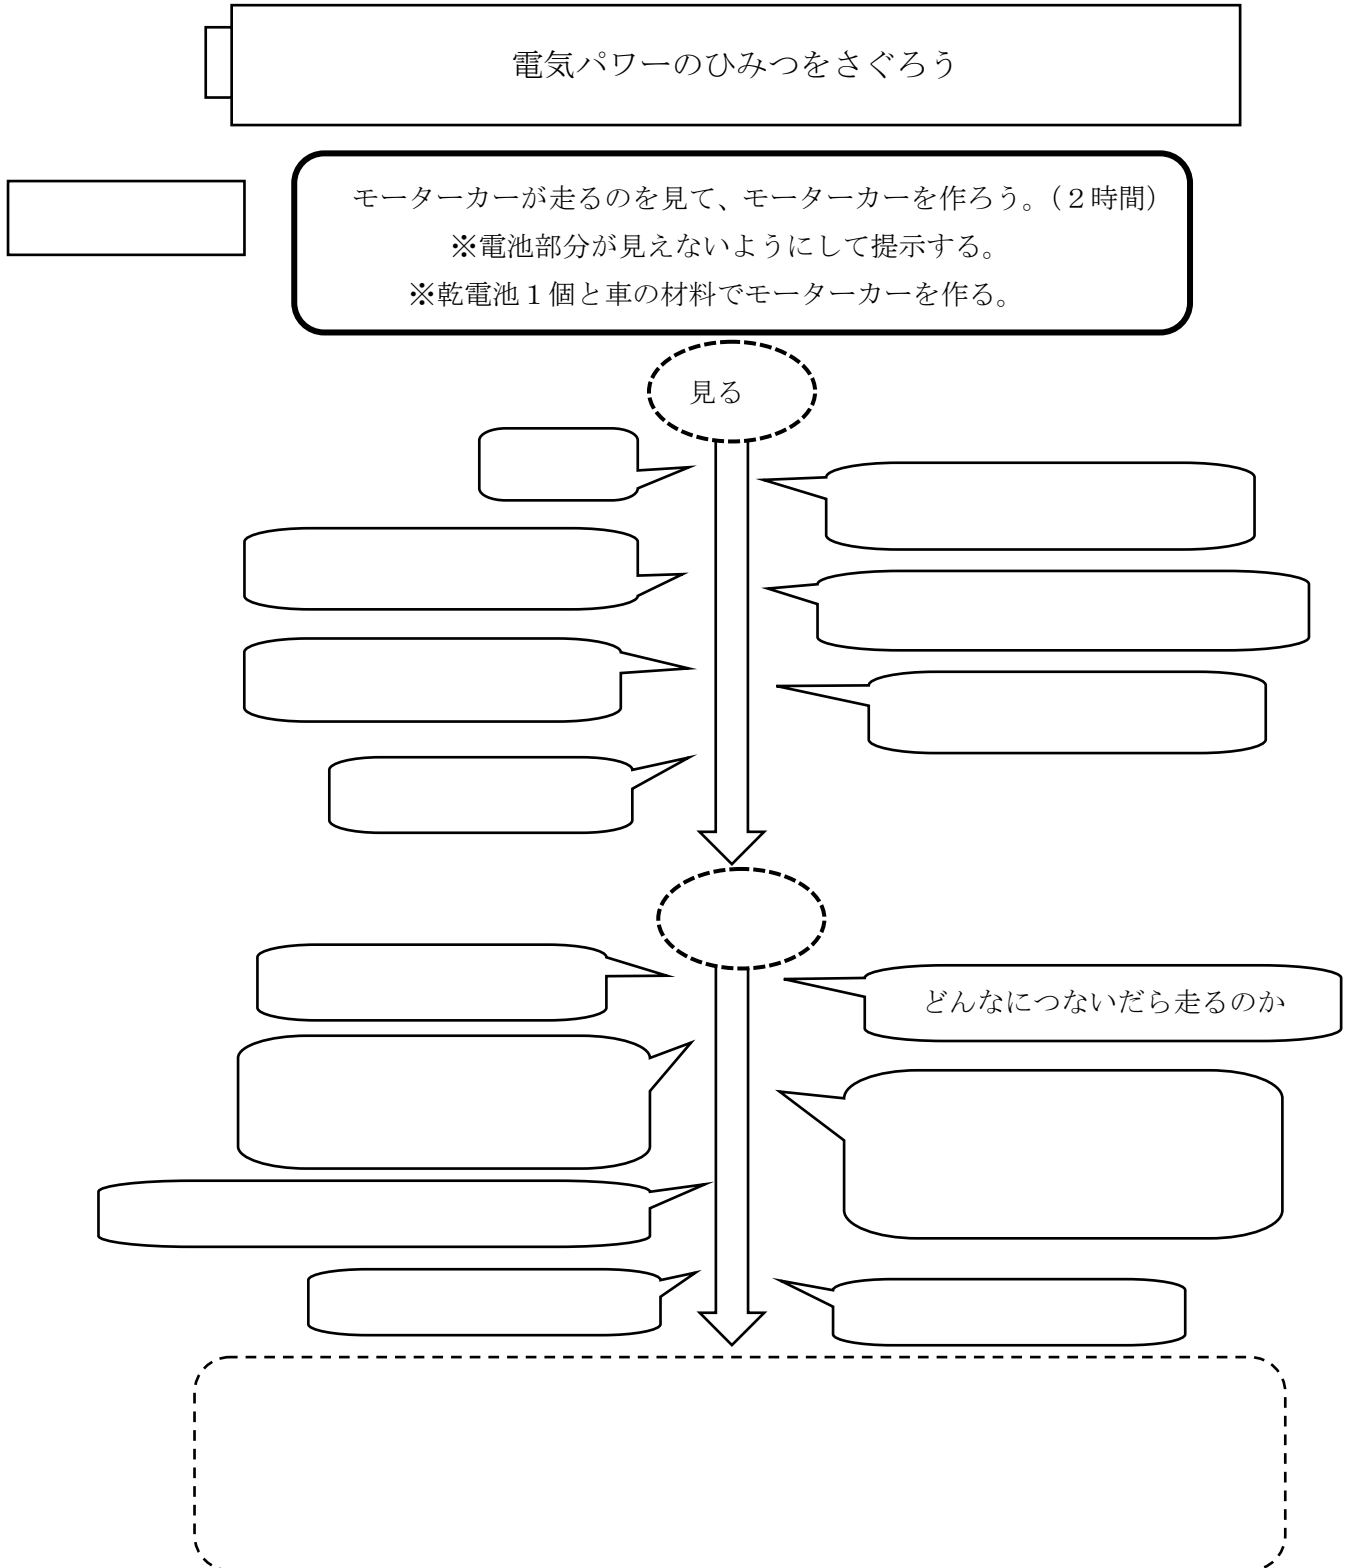 電気パワーのひみつをさぐろう
モーターカーが走るのを見て、モーターカーを作ろう。（２時間）
※電池部分が見えないようにして提示する。
※乾電池１個と車の材料でモーターカーを作る。
見る
どんなにつないだら走るのか